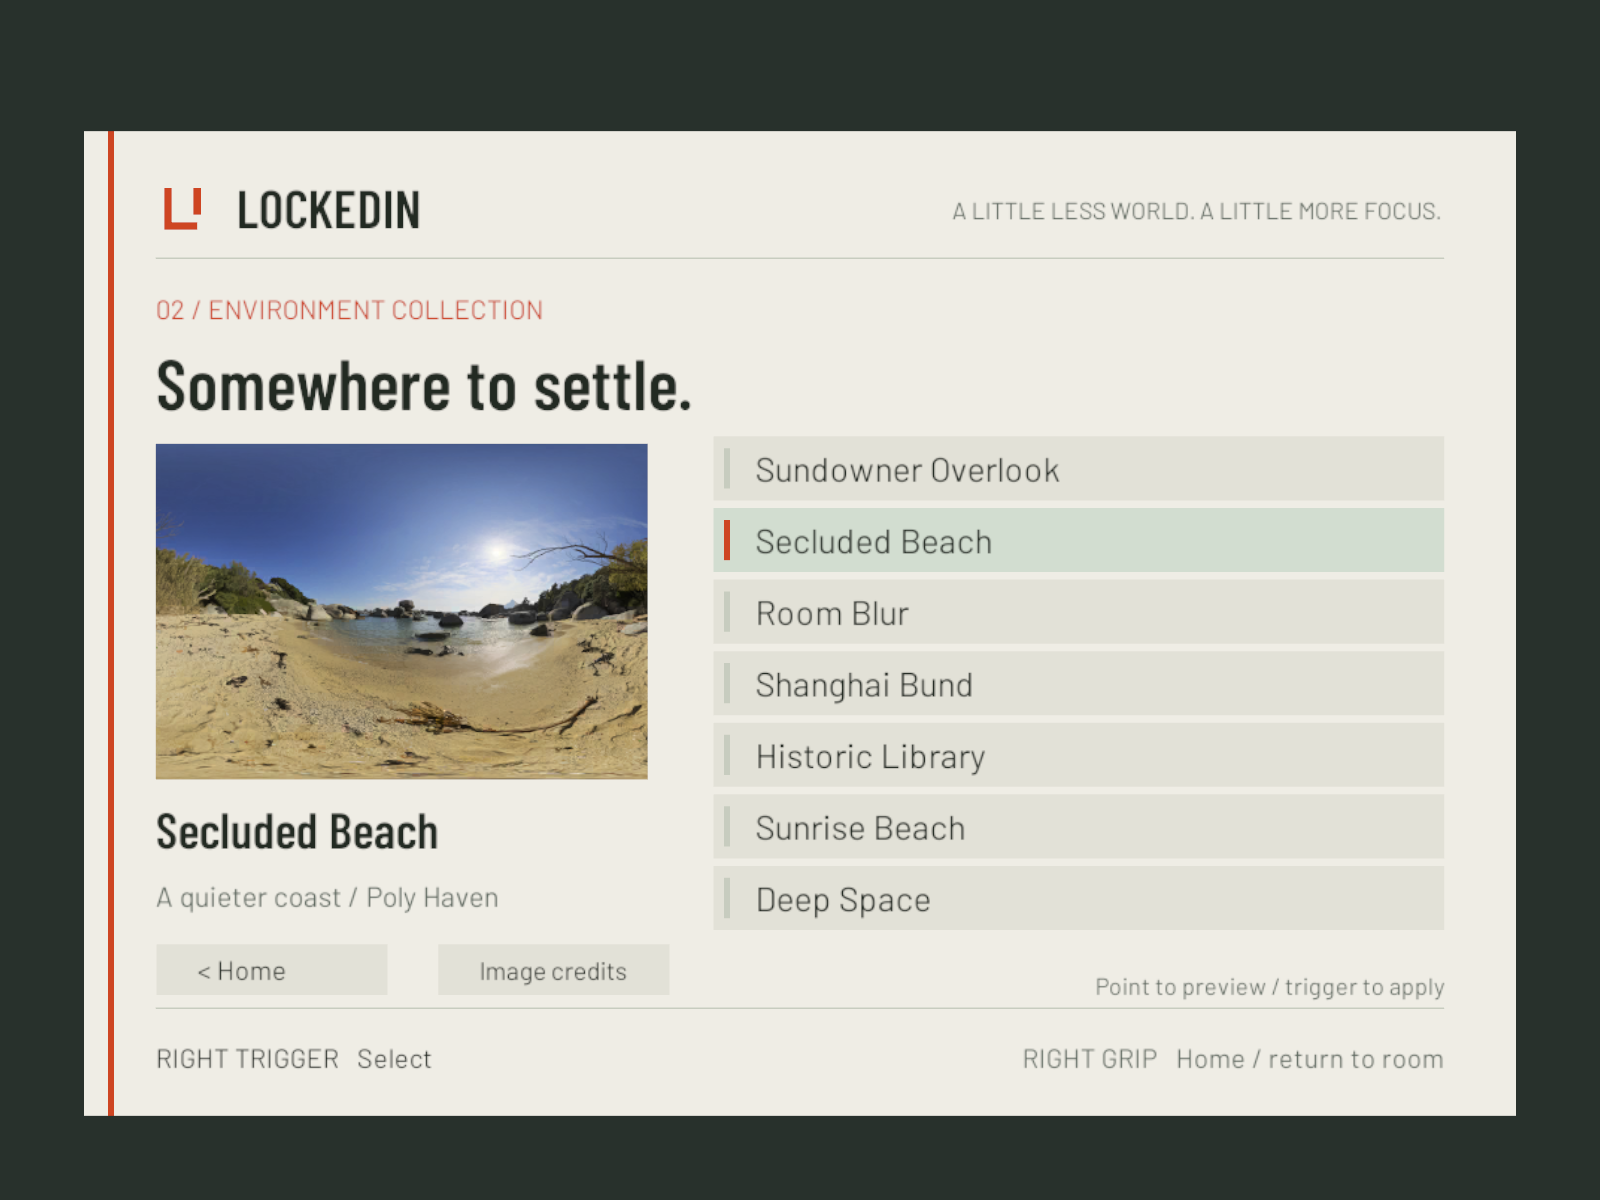 LOCKEDIN
A LITTLE LESS WORLD. A LITTLE MORE FOCUS.
02 / ENVIRONMENT COLLECTION
Somewhere to settle.
Secluded Beach
A quieter coast / Poly Haven
< Home
Image credits
Sundowner Overlook
Secluded Beach
Room Blur
Shanghai Bund
Historic Library
Sunrise Beach
Deep Space
Point to preview / trigger to apply
RIGHT TRIGGER Select
RIGHT GRIP Home / return to room